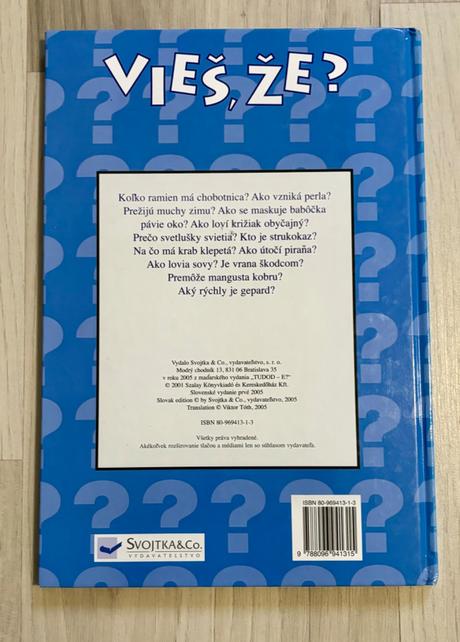 VIEŠ, ŽE?
Koľko ramien má chobotnica? Ako vzniká perla?
Prežijú muchy zimu? Ako se maskuje babôčka
pávie oko? Ako loyí križiak obyčajný?
Prečo svetlušky svietia? Kto je strukokaz?
Na čo má krab klepetá? Ako útočí piraňa?
Ako lovia sovy? Je vrana škodcom?
Premôže mangusta kobru?
Aký rýchly je gepard?
Vydalo Svojtka & Co., vydavateľstvo, s. r. o.
Modrý chodník 13, 831 06 Bratislava 35
v roku 2005 z maďarského vydania „TUDOD – E?"
© 2001 Szalay Könyvkiadó és Kereskedőház Kft.
Slovenské vydanie prvé 2005
Slovak edition © by Svojtka & Co., vydavateľstvo, 2005
Translation © Viktor Tóth, 2005
ISBN 80-969413-1-3
Všetky práva vyhradené.
Akékoľvek rozširovanie tlačou a médiami len so súhlasom vydavateľa.
ISBN 80-969413-1-3
9 788096 941315
SVOJTKA&Co.
VYDAVATEĽSTVO